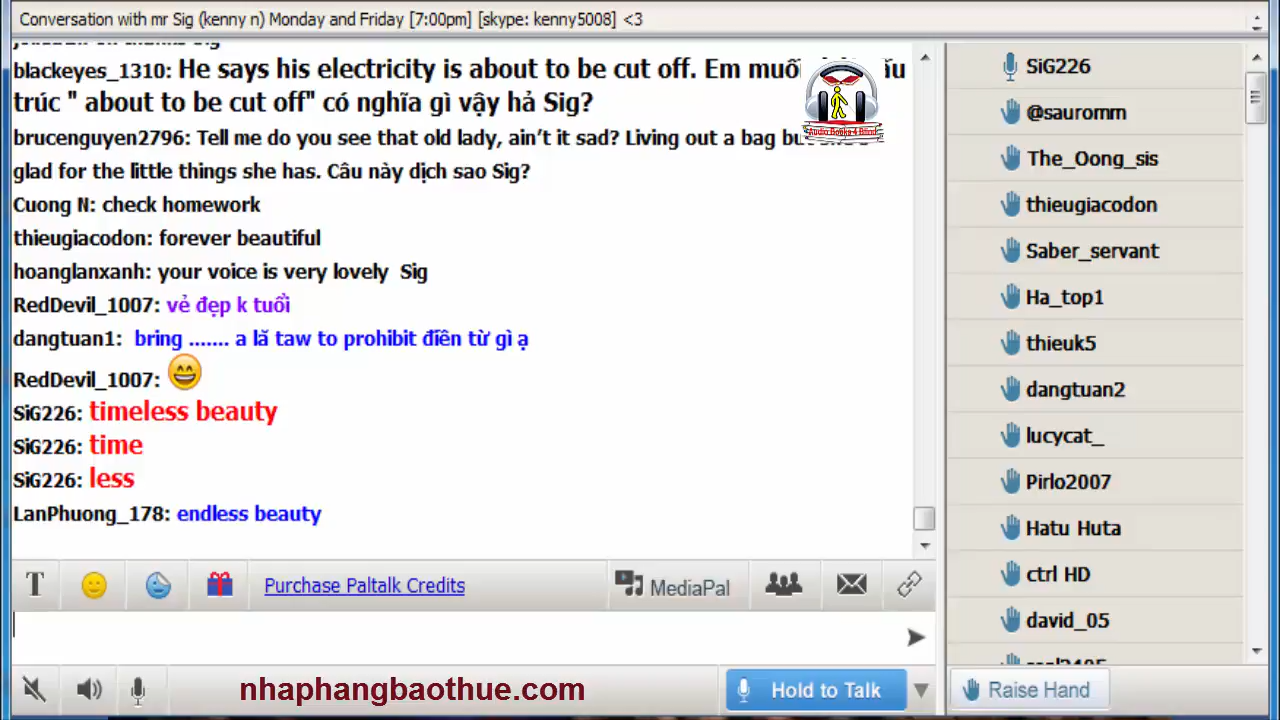 Conversation with mr Sig (kenny n) Monday and Friday [7:00pm] [skype: kenny5008] <3
blackeyes_1310: He says his electricity is about to be cut off. Em
trúc " about to be cut off" có nghĩa gì vậy hả Sig?
brucenguyen2796: Tell me do you see that old lady, ain’t it sad? Living out a bag
glad for the little things she has. Câu này dịch sao Sig?
Cuong N: check homework
thieugiacodon: forever beautiful
hoanglanxanh: your voice is very lovely  Sig
RedDevil_1007: vẻ đẹp k tuổi
dangtuan1:  bring ....... a lă taw to prohibit điền từ gì ạ
RedDevil_1007:
SiG226: timeless beauty
SiG226: time
SiG226: less
LanPhuong_178: endless beauty
T
Purchase Paltalk Credits
MediaPal
nhaphangbaothue.com
Hold to Talk
Audio Books 4 Blind
SiG226
@sauromm
The_Oong_sis
thieugiacodon
Saber_servant
Ha_top1
thieuk5
dangtuan2
lucycat_
Pirlo2007
Hatu Huta
ctrl HD
david_05
Raise Hand